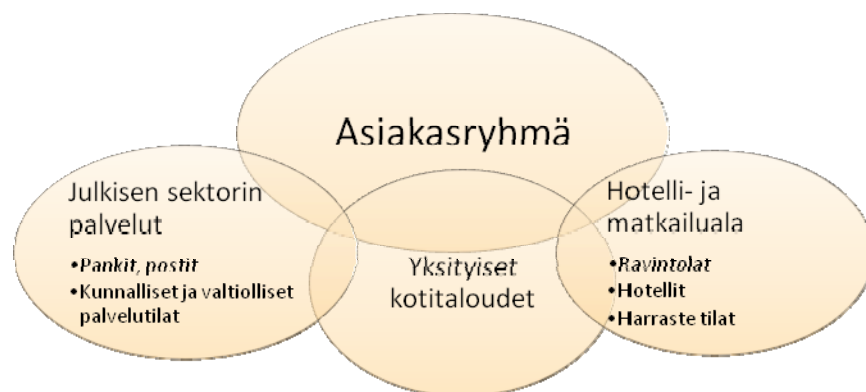 Asiakasryhmä
Julkisen sektorin
palvelut
•Pankit, postit
•Kunnalliset ja valtiolliset
palvelutilat
Yksityiset
kotitaloudet
Hotelli- ja
matkailuala
•Ravintolat
•Hotellit
•Harraste tilat